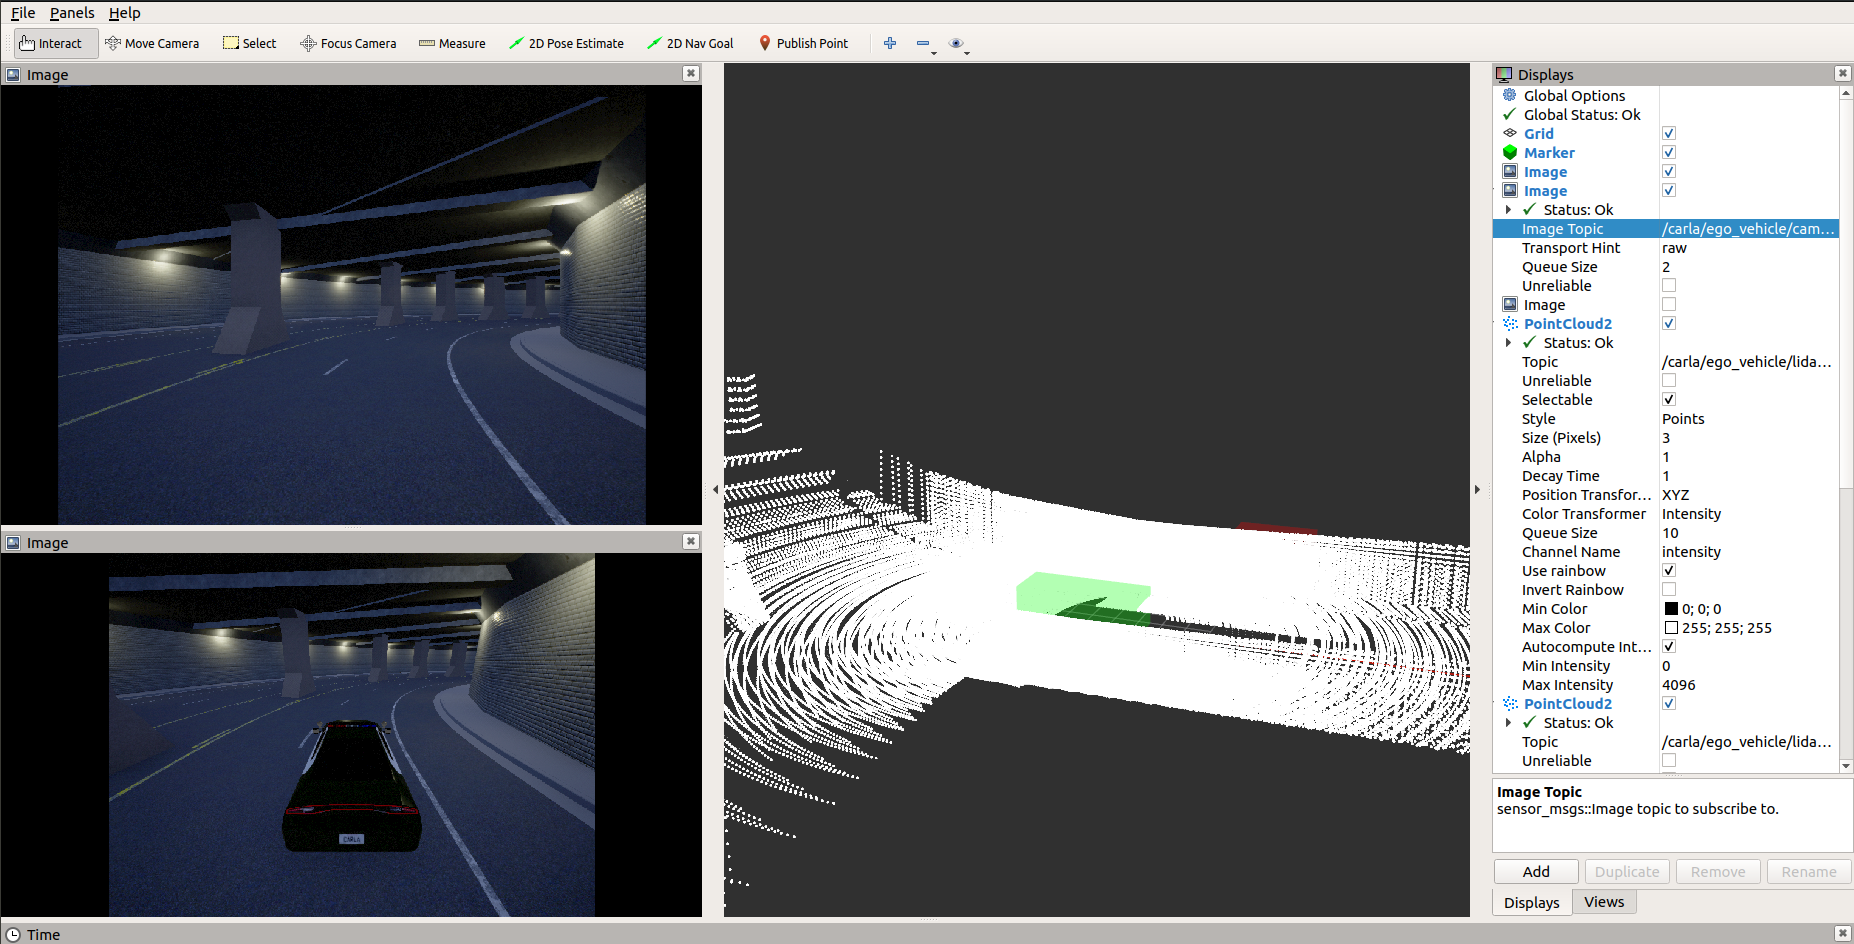 File Panels Help
Interact Move Camera Select Focus Camera Measure 2D Pose Estimate 2D Nav Goal Publish Point
Image
Image
CARLA
Displays
Global Options
Global Status: Ok
Grid
Marker
Image
Image
Status: Ok
Image Topic /carla/ego_vehicle/cam...
Transport Hint raw
Queue Size 2
Unreliable
Image
PointCloud2
Status: Ok
Topic /carla/ego_vehicle/lida...
Unreliable
Selectable
Style Points
Size (Pixels) 3
Alpha 1
Decay Time 1
Position Transfor... XYZ
Color Transformer Intensity
Queue Size 10
Channel Name intensity
Use rainbow
Invert Rainbow
Min Color 0; 0; 0
Max Color 255; 255; 255
Autocompute Int...
Min Intensity 0
Max Intensity 4096
PointCloud2
Status: Ok
Topic /carla/ego_vehicle/lida...
Unreliable
Image Topic
sensor_msgs::Image topic to subscribe to.
Add Duplicate Remove Rename
Displays Views
Time